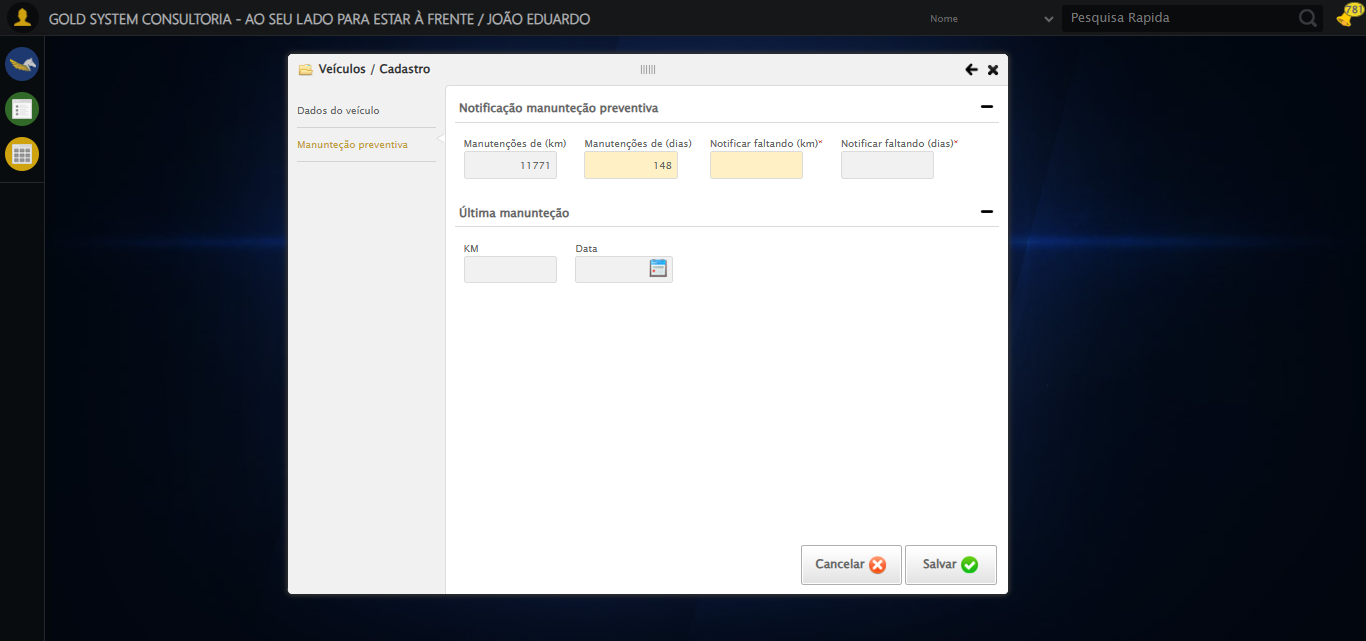 GOLD SYSTEM CONSULTORIA - AO SEU LADO PARA ESTAR À FRENTE / JOÃO EDUARDO
Nome
Pesquisa Rapida
781
Veículos / Cadastro
Dados do veículo
Manunteção preventiva
Notificação manunteção preventiva
Manutenções de (km) Manutenções de (dias) Notificar faltando (km)* Notificar faltando (dias)*
11771 148
Última manunteção
KM Data
Cancelar Salvar